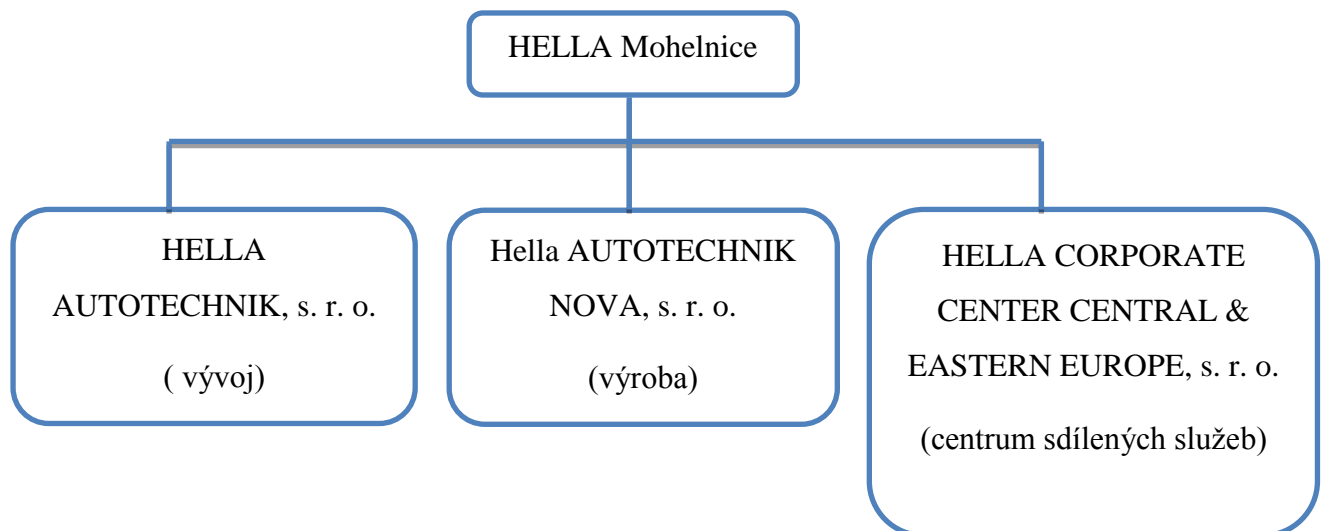 HELLA Mohelnice
HELLA
AUTOTECHNIK, s. r. o.
( vývoj)
Hella AUTOTECHNIK
NOVA, s. r. o.
(výroba)
HELLA CORPORATE
CENTER CENTRAL &
EASTERN EUROPE, s. r. o.
(centrum sdílených služeb)